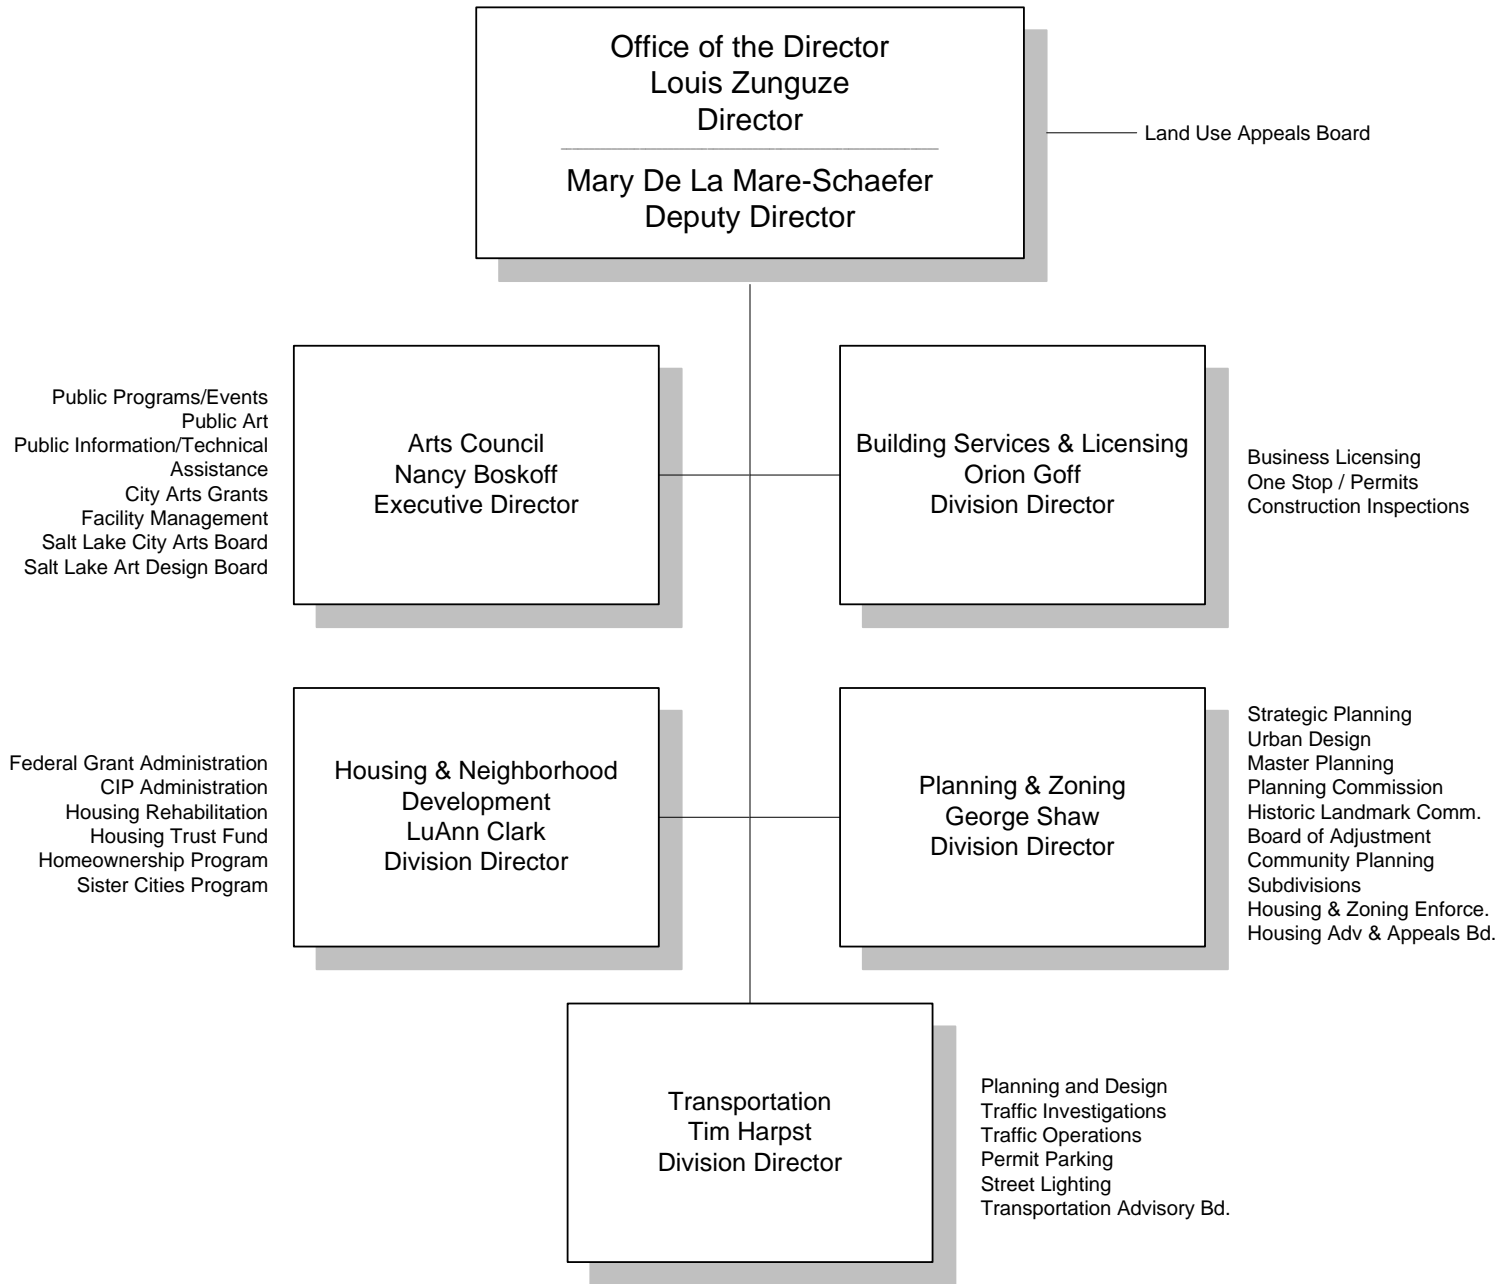 Office of the Director
Louis Zunguze
Director
Mary De La Mare-Schaefer
Deputy Director
Land Use Appeals Board
Public Programs/Events
Public Art
Public Information/Technical
Assistance
City Arts Grants
Facility Management
Salt Lake City Arts Board
Salt Lake Art Design Board
Arts Council
Nancy Boskoff
Executive Director
Building Services & Licensing
Orion Goff
Division Director
Business Licensing
One Stop / Permits
Construction Inspections
Federal Grant Administration
CIP Administration
Housing Rehabilitation
Housing Trust Fund
Homeownership Program
Sister Cities Program
Housing & Neighborhood
Development
LuAnn Clark
Division Director
Planning & Zoning
George Shaw
Division Director
Strategic Planning
Urban Design
Master Planning
Planning Commission
Historic Landmark Comm.
Board of Adjustment
Community Planning
Subdivisions
Housing & Zoning Enforce.
Housing Adv & Appeals Bd.
Transportation
Tim Harpst
Division Director
Planning and Design
Traffic Investigations
Traffic Operations
Permit Parking
Street Lighting
Transportation Advisory Bd.